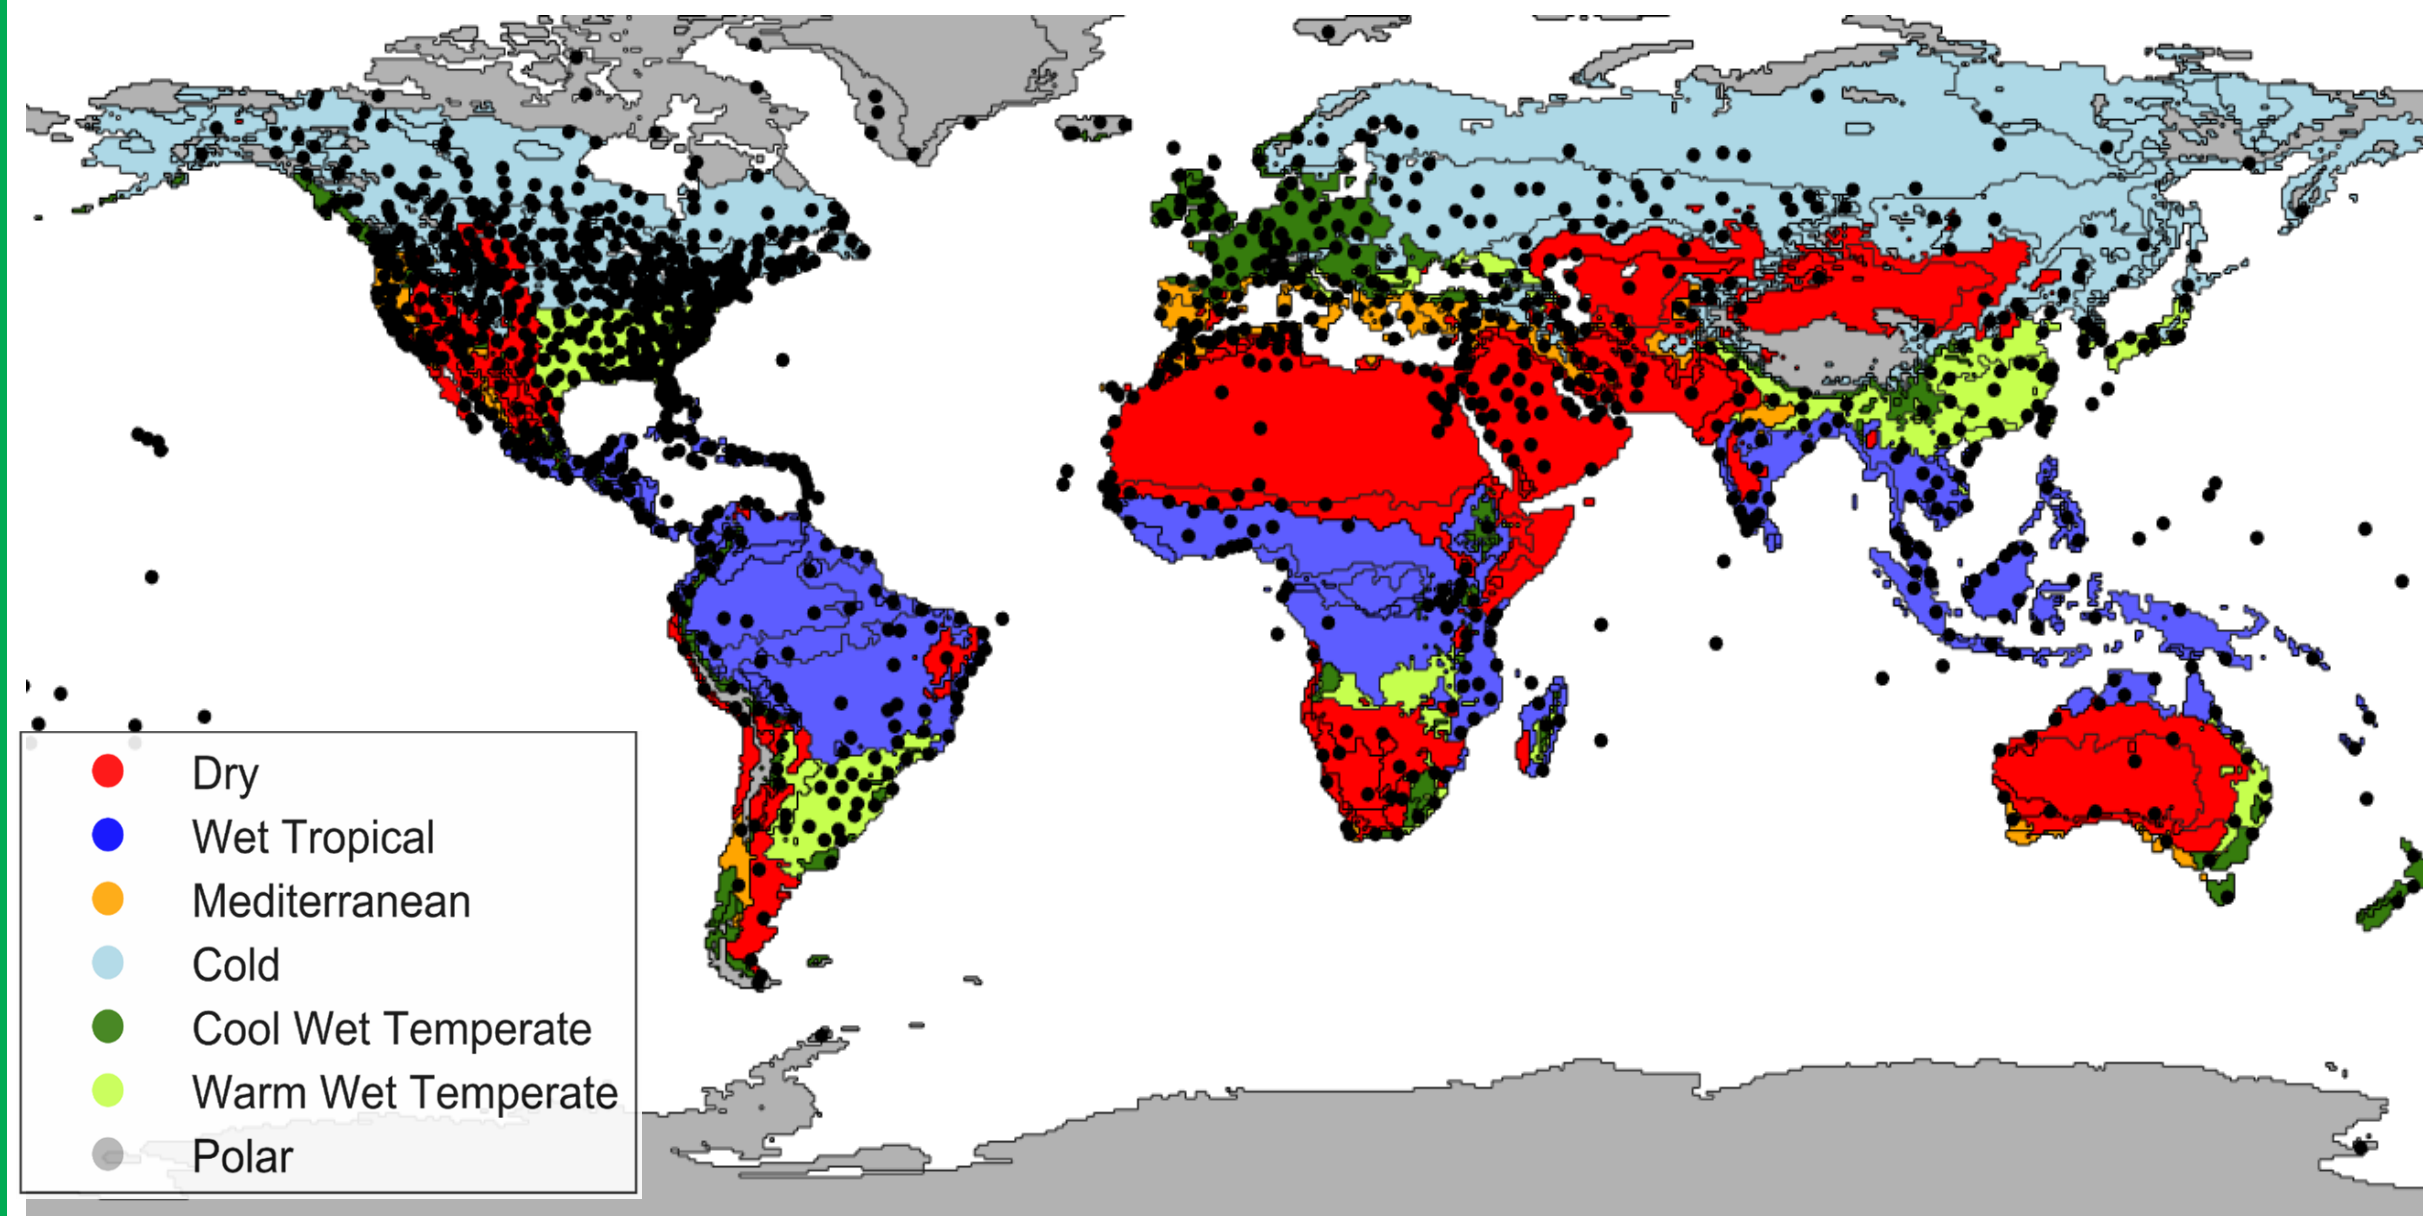 Dry
Wet Tropical
Mediterranean
Cold
Cool Wet Temperate
Warm Wet Temperate
Polar